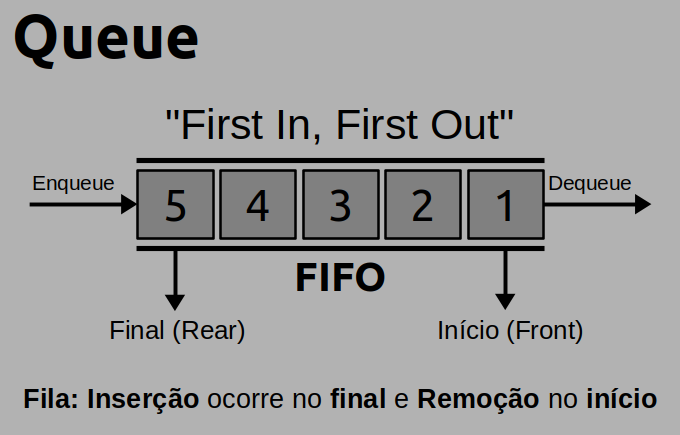 Queue
"First In, First Out"
Enqueue
5 4 3 2 1
Dequeue
FIFO
Final (Rear)
Início (Front)
Fila: Inserção ocorre no final e Remoção no início